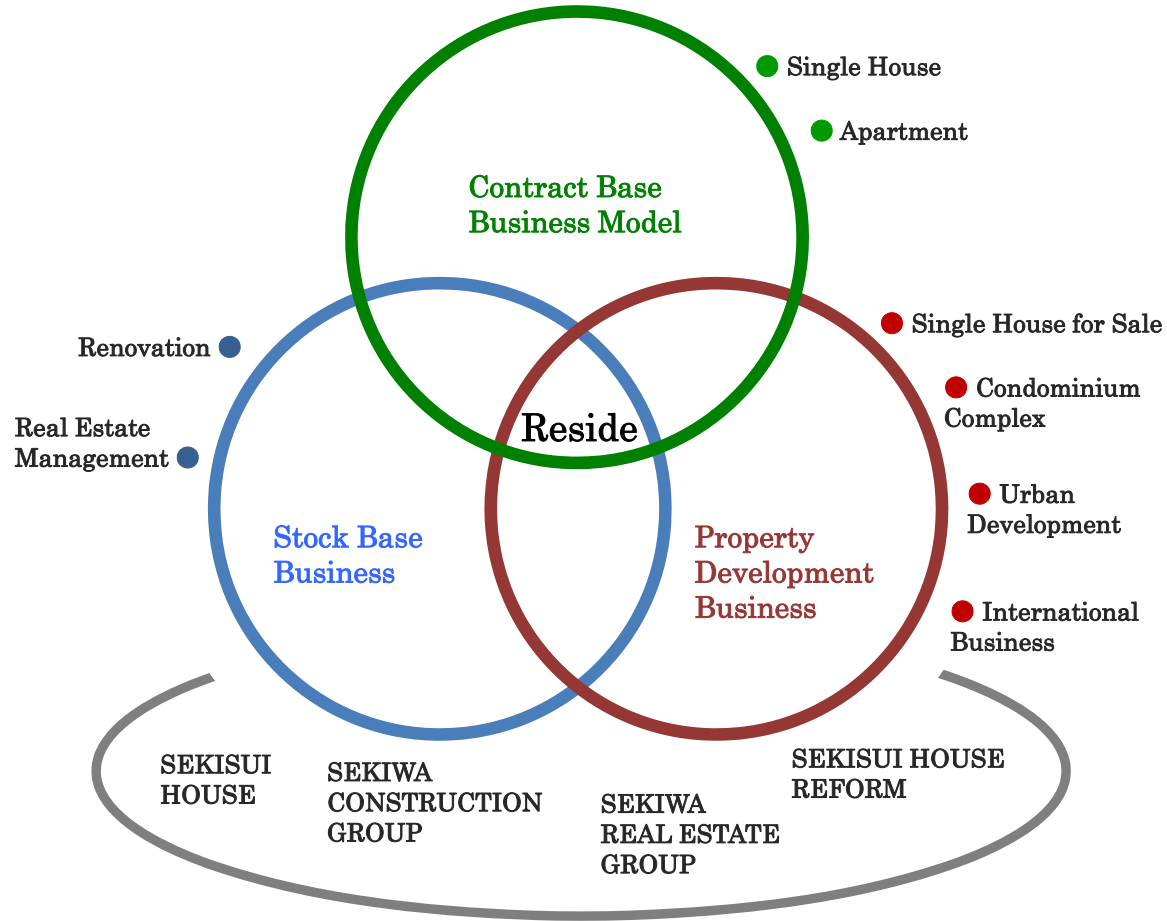 Single House
Apartment
Contract Base
Business Model
Single House for Sale
Renovation
Condominium
Complex
Reside
Real Estate
Management
Urban
Development
Stock Base
Business
Property
Development
Business
International
Business
SEKISUI
HOUSE
SEKIWA
CONSTRUCTION
GROUP
SEKIWA
REAL ESTATE
GROUP
SEKISUI HOUSE
REFORM